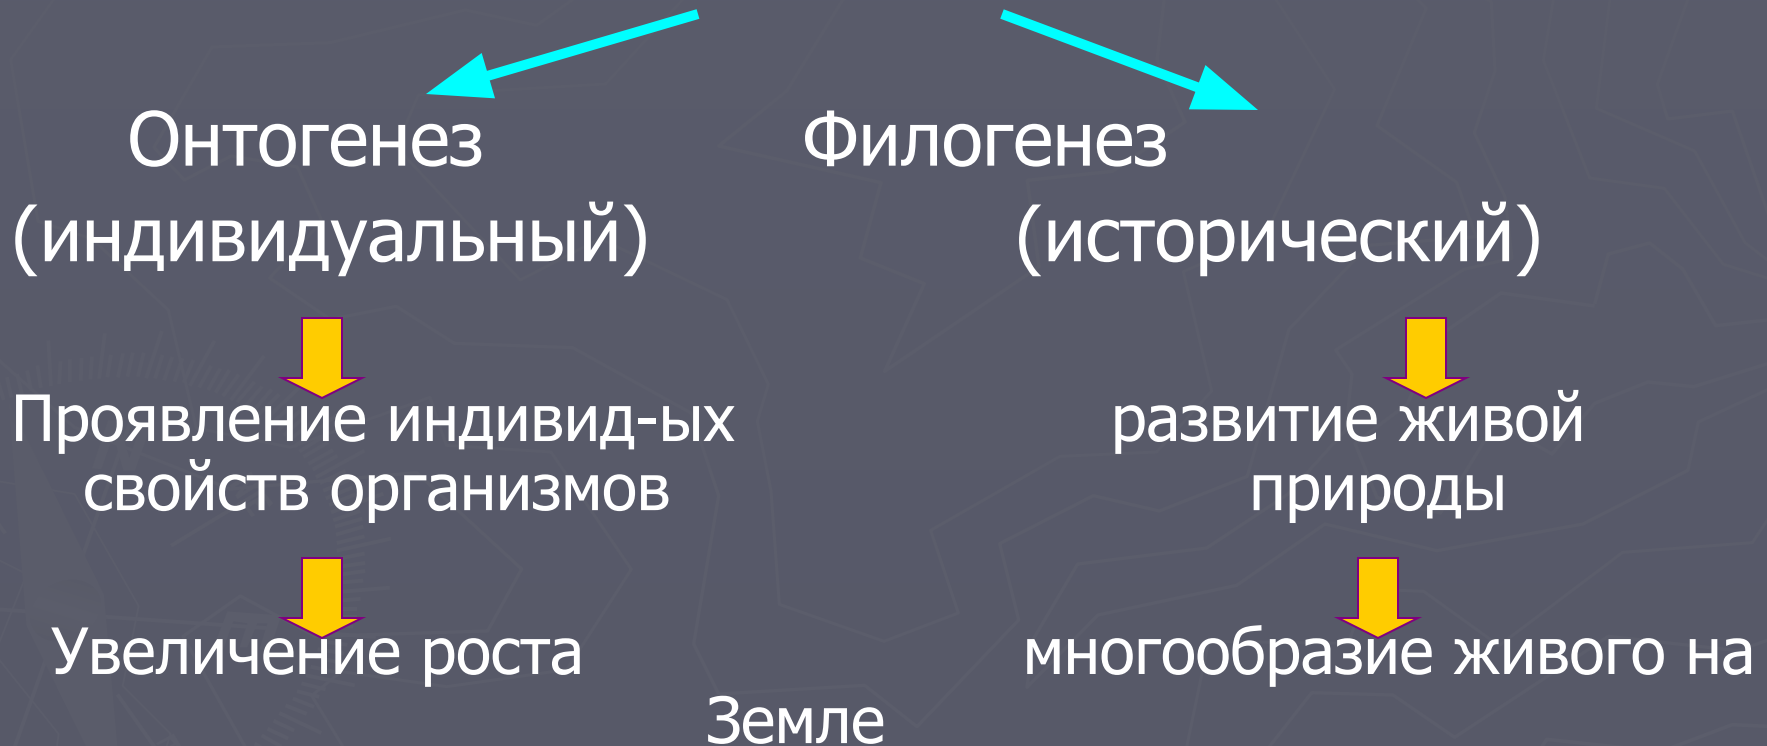 Онтогенез Филогенез
(индивидуальный) (исторический)
Проявление индивид-ых развитие живой
свойств организмов природы
Увеличение роста многообразие живого на
Земле